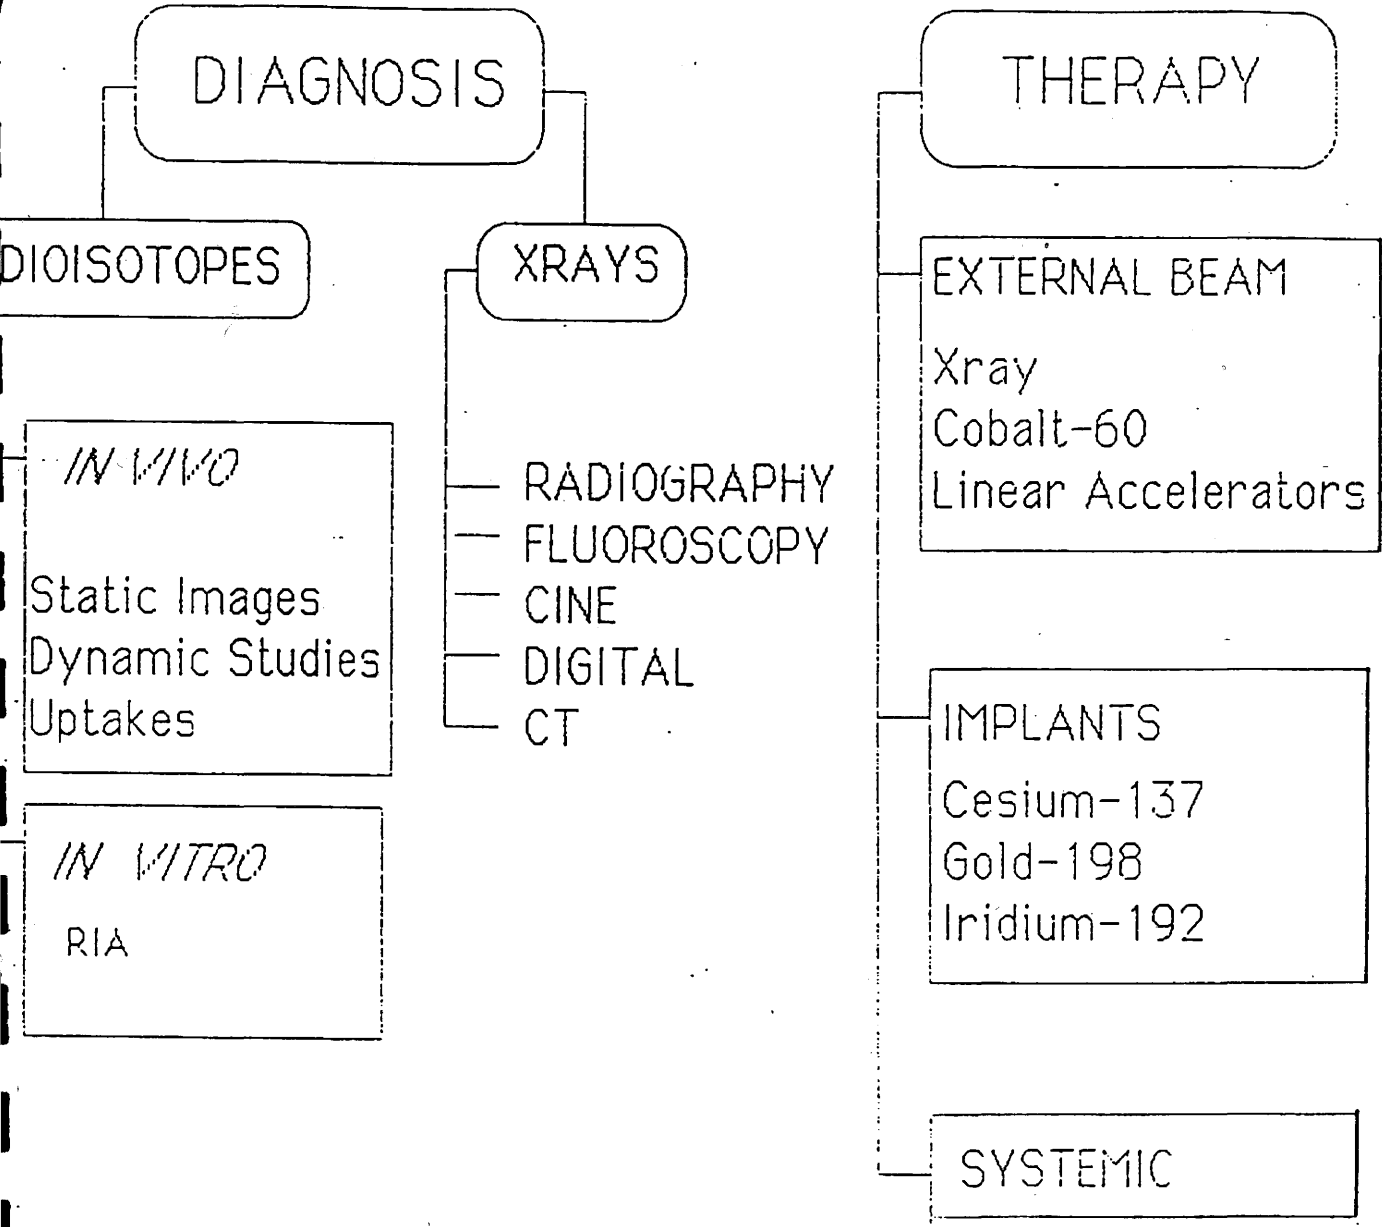 DIAGNOSIS
DIOISOTOPES
IN VIVO
Static Images
Dynamic Studies
Uptakes
IN VITRO
RIA
XRAYS
RADIOGRAPHY
FLUOROSCOPY
CINE
DIGITAL
CT
THERAPY
EXTERNAL BEAM
Xray
Cobalt-60
Linear Accelerators
IMPLANTS
Cesium-137
Gold-198
Iridium-192
SYSTEMIC